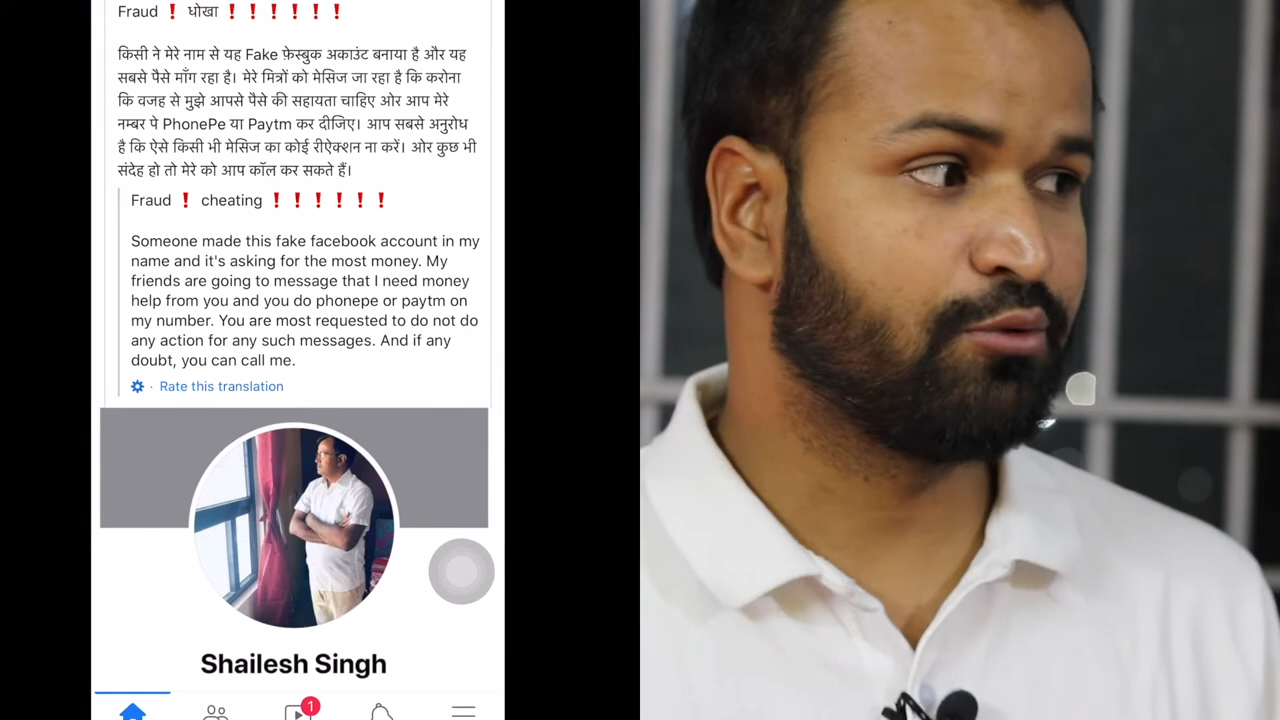 Fraud ❗ धोखा ❗❗❗❗❗❗
किसी ने मेरे नाम से यह Fake फ़ेस्बुक अकाउंट बनाया है और यह
सबसे पैसे माँग रहा है। मेरे मित्रों को मेसिज जा रहा है कि करोना
कि वजह से मुझे आपसे पैसे की सहायता चाहिए ओर आप मेरे
नम्बर पे PhonePe या Paytm कर दीजिए। आप सबसे अनुरोध
है कि ऐसे किसी भी मेसिज का कोई रीऐक्शन ना करें। ओर कुछ भी
संदेह हो तो मेरे को आप कॉल कर सकते हैं।
Fraud ❗ cheating ❗❗❗❗❗❗
Someone made this fake facebook account in my
name and it's asking for the most money. My
friends are going to message that I need money
help from you and you do phonepe or paytm on
my number. You are most requested to do not do
any action for any such messages. And if any
doubt, you can call me.
· Rate this translation
Shailesh Singh
1